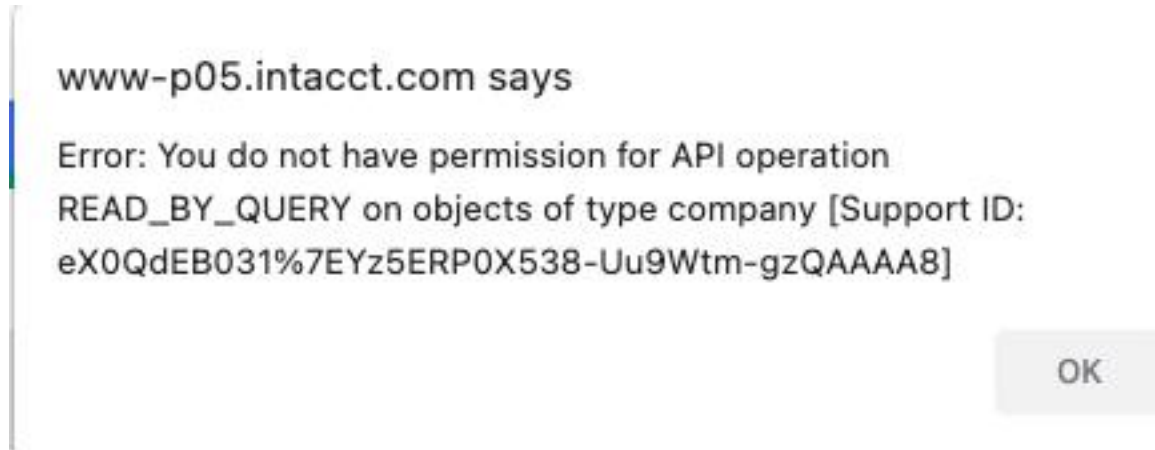 www-p05.intacct.com says
Error: You do not have permission for API operation
READ_BY_QUERY on objects of type company [Support ID:
eX0QdEB031%7EYz5ERP0X538-Uu9Wtm-gzQAAAA8]
OK